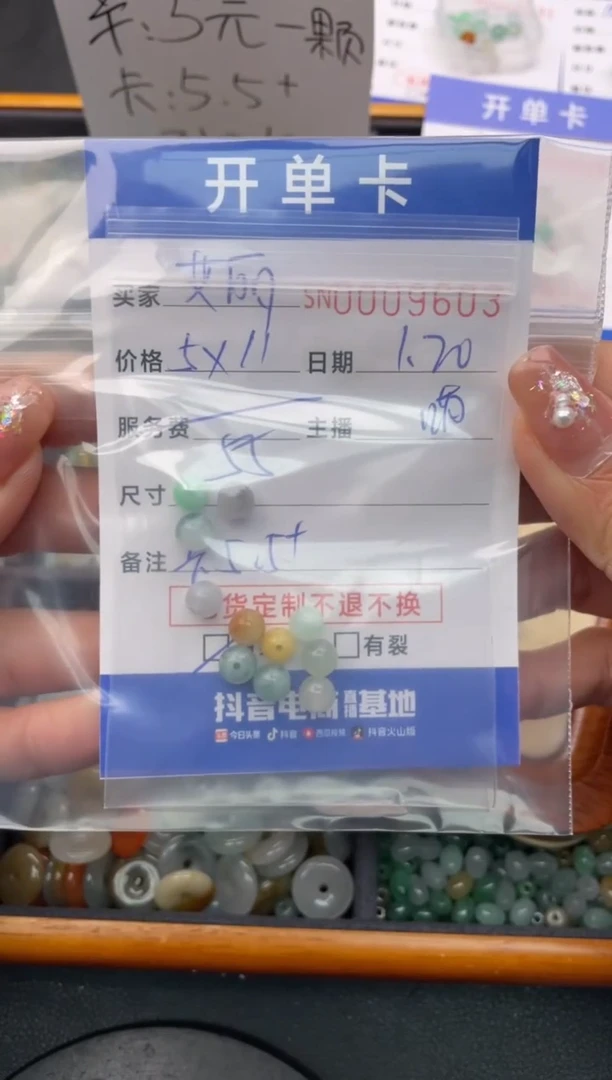 5元一颗
卡:5.5+
开单卡
开单卡
买家 SN0009603
价格 5×11 日期 1.20
服务费 主播
55
尺寸
备注 5.5+
货定制不退不换
有裂
抖音电商直播基地
今日头条 抖音 西瓜视频 抖音火山版